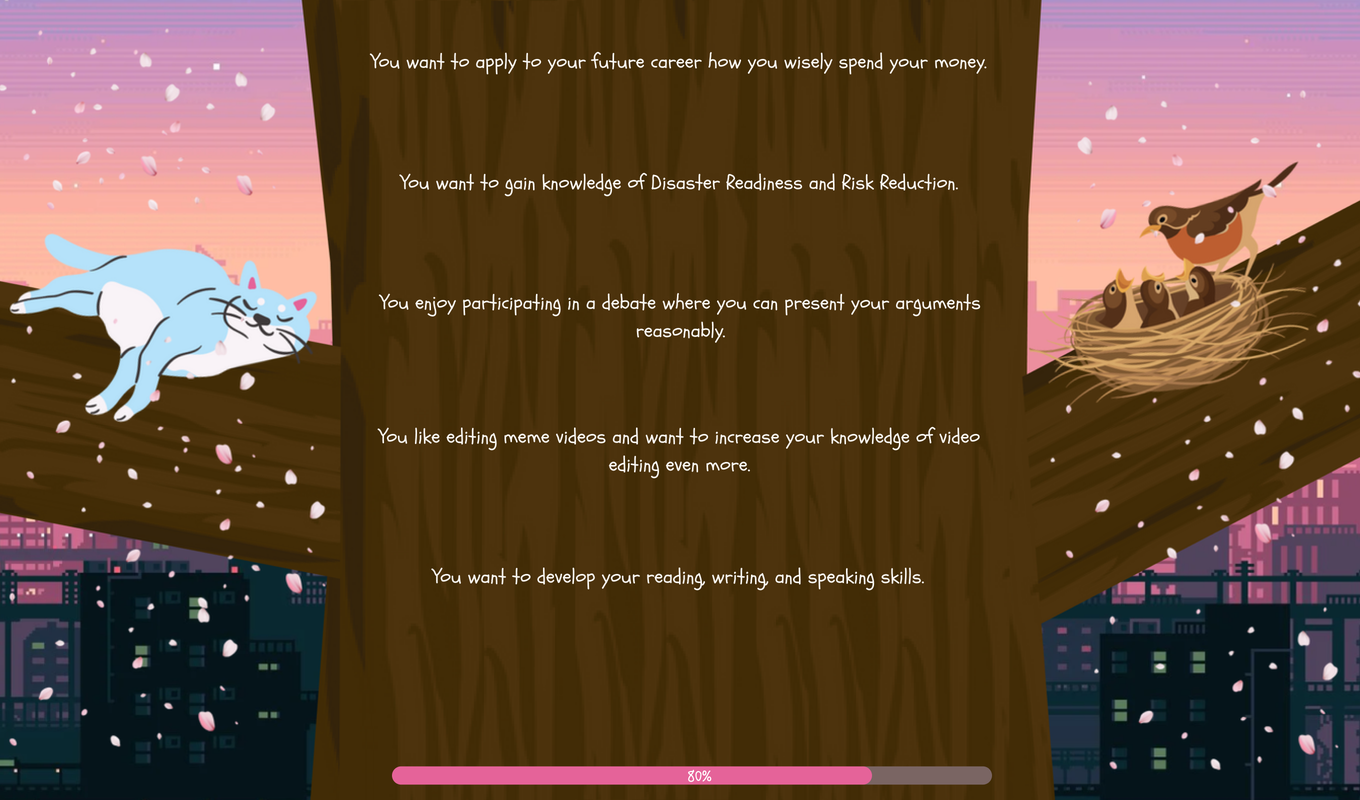 You want to apply to your future career how you wisely spend your money.
You want to gain knowledge of Disaster Readiness and Risk Reduction.
You enjoy participating in a debate where you can present your arguments
reasonably.
You like editing meme videos and want to increase your knowledge of video
editing even more.
You want to develop your reading, writing, and speaking skills.
80%